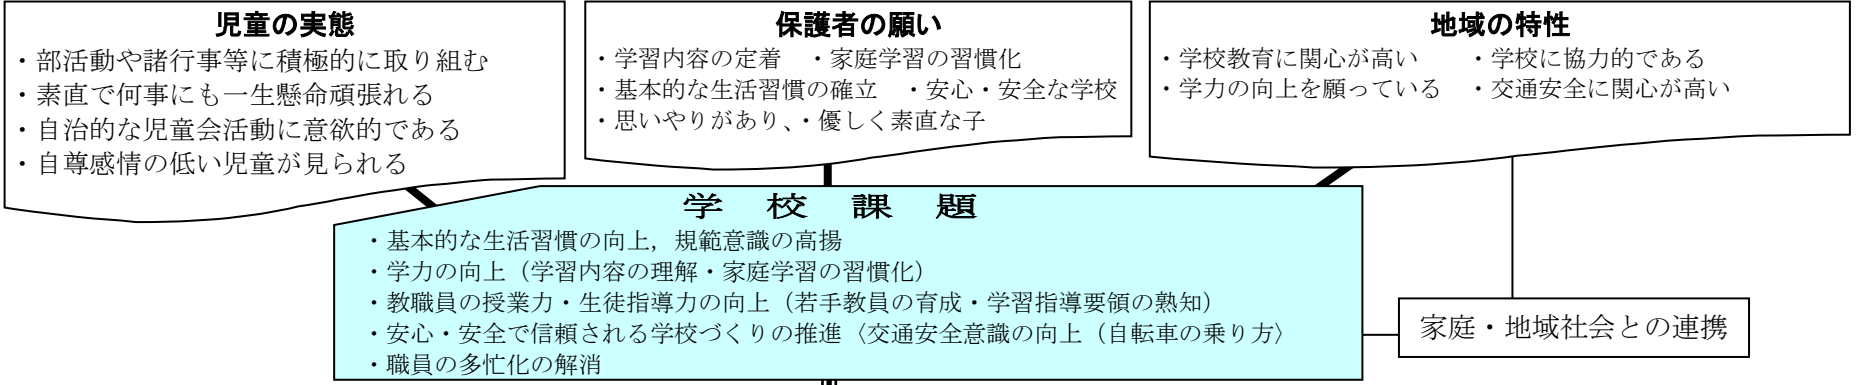 児童の実態
・部活動や諸行事等に積極的に取り組む
・素直で何事にも一生懸命頑張れる
・自治的な児童会活動に意欲的である
・自尊感情の低い児童が見られる
保護者の願い
・学習内容の定着　・家庭学習の習慣化
・基本的な生活習慣の確立　・安心・安全な学校
・思いやりがあり、・優しく素直な子
地域の特性
・学校教育に関心が高い　・学校に協力的である
・学力の向上を願っている　・交通安全に関心が高い
学　校　課　題
・基本的な生活習慣の向上，規範意識の高揚
・学力の向上（学習内容の理解・家庭学習の習慣化）
・教職員の授業力・生徒指導力の向上（若手教員の育成・学習指導要領の熟知）
・安心・安全で信頼される学校づくりの推進〈交通安全意識の向上（自転車の乗り方〉
・職員の多忙化の解消
家庭・地域社会との連携